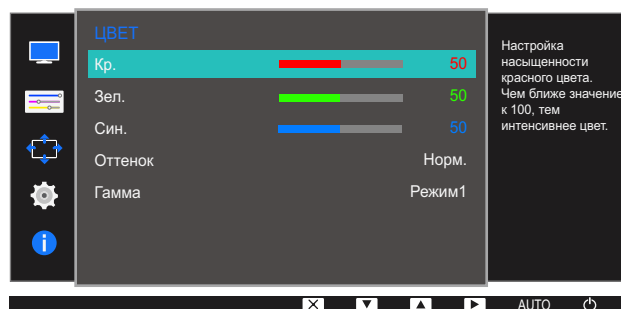 ЦВЕТ
Кр. 50
Зел. 50
Син. 50
Оттенок Норм.
Гамма Режим1
Настройка
насыщенности
красного цвета.
Чем ближе значение
к 100, тем
интенсивнее цвет.
AUTO